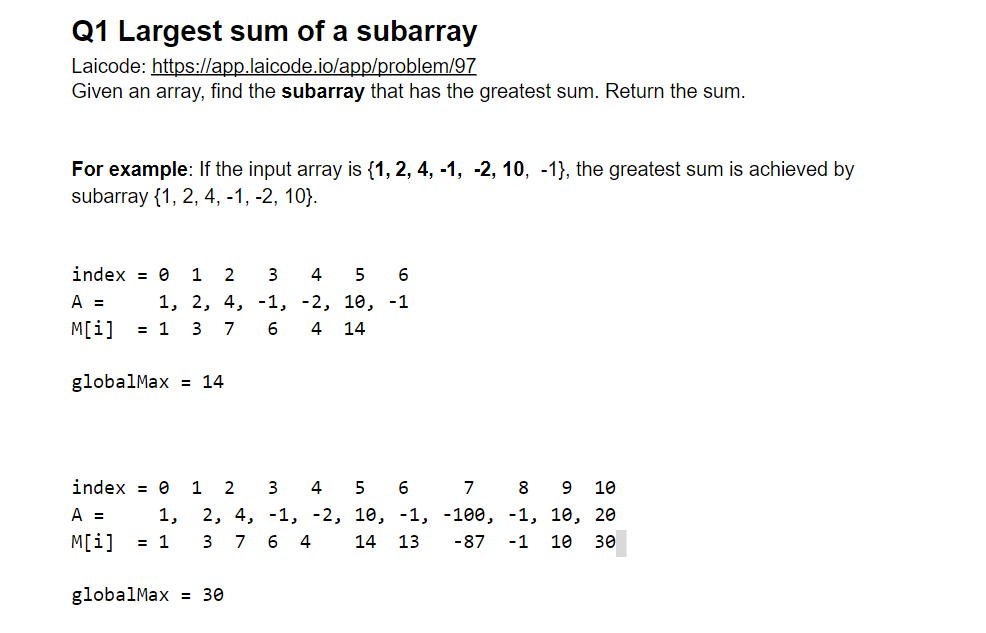 Q1 Largest sum of a subarray
Laicode: https://app.laicode.io/app/problem/97
Given an array, find the subarray that has the greatest sum. Return the sum.
For example: If the input array is {1, 2, 4, -1, -2, 10, -1}, the greatest sum is achieved by
subarray {1, 2, 4, -1, -2, 10}.
index = 0 1 2 3 4 5 6
A = 1, 2, 4, -1, -2, 10, -1
M[i] = 1 3 7 6 4 14
globalMax = 14
index = 0 1 2 3 4 5 6 7 8 9 10
A = 1, 2, 4, -1, -2, 10, -1, -100, -1, 10, 20
M[i] = 1 3 7 6 4 14 13 -87 -1 10 30
globalMax = 30